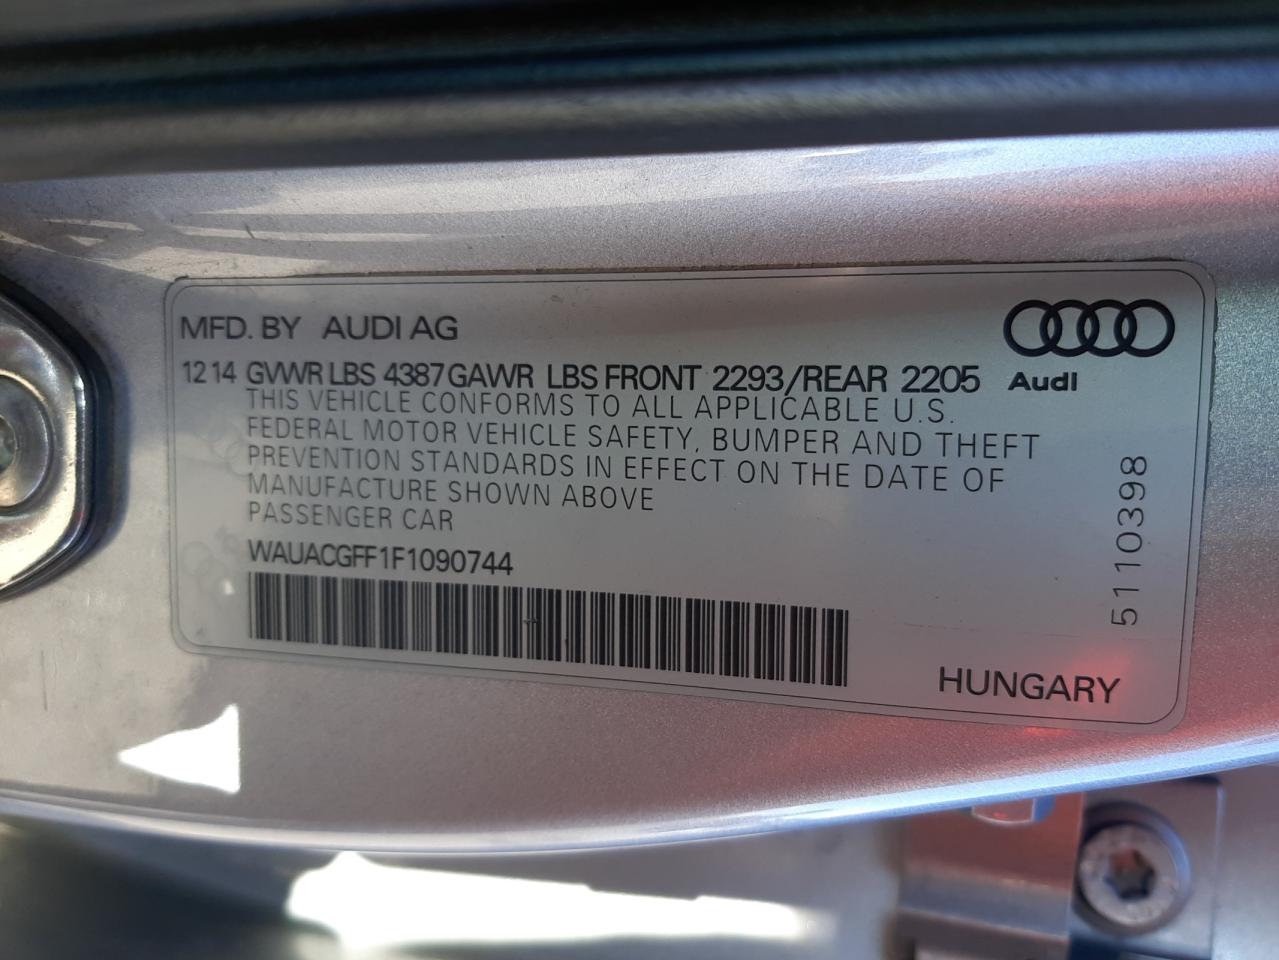 MFD. BY AUDI AG
12 14 GVWR LBS 4387 GAWR LBS FRONT 2293/REAR 2205
Audi
THIS VEHICLE CONFORMS TO ALL APPLICABLE U.S.
FEDERAL MOTOR VEHICLE SAFETY, BUMPER AND THEFT
PREVENTION STANDARDS IN EFFECT ON THE DATE OF
MANUFACTURE SHOWN ABOVE
PASSENGER CAR
WAUACGFF1F1090744
5110398
HUNGARY